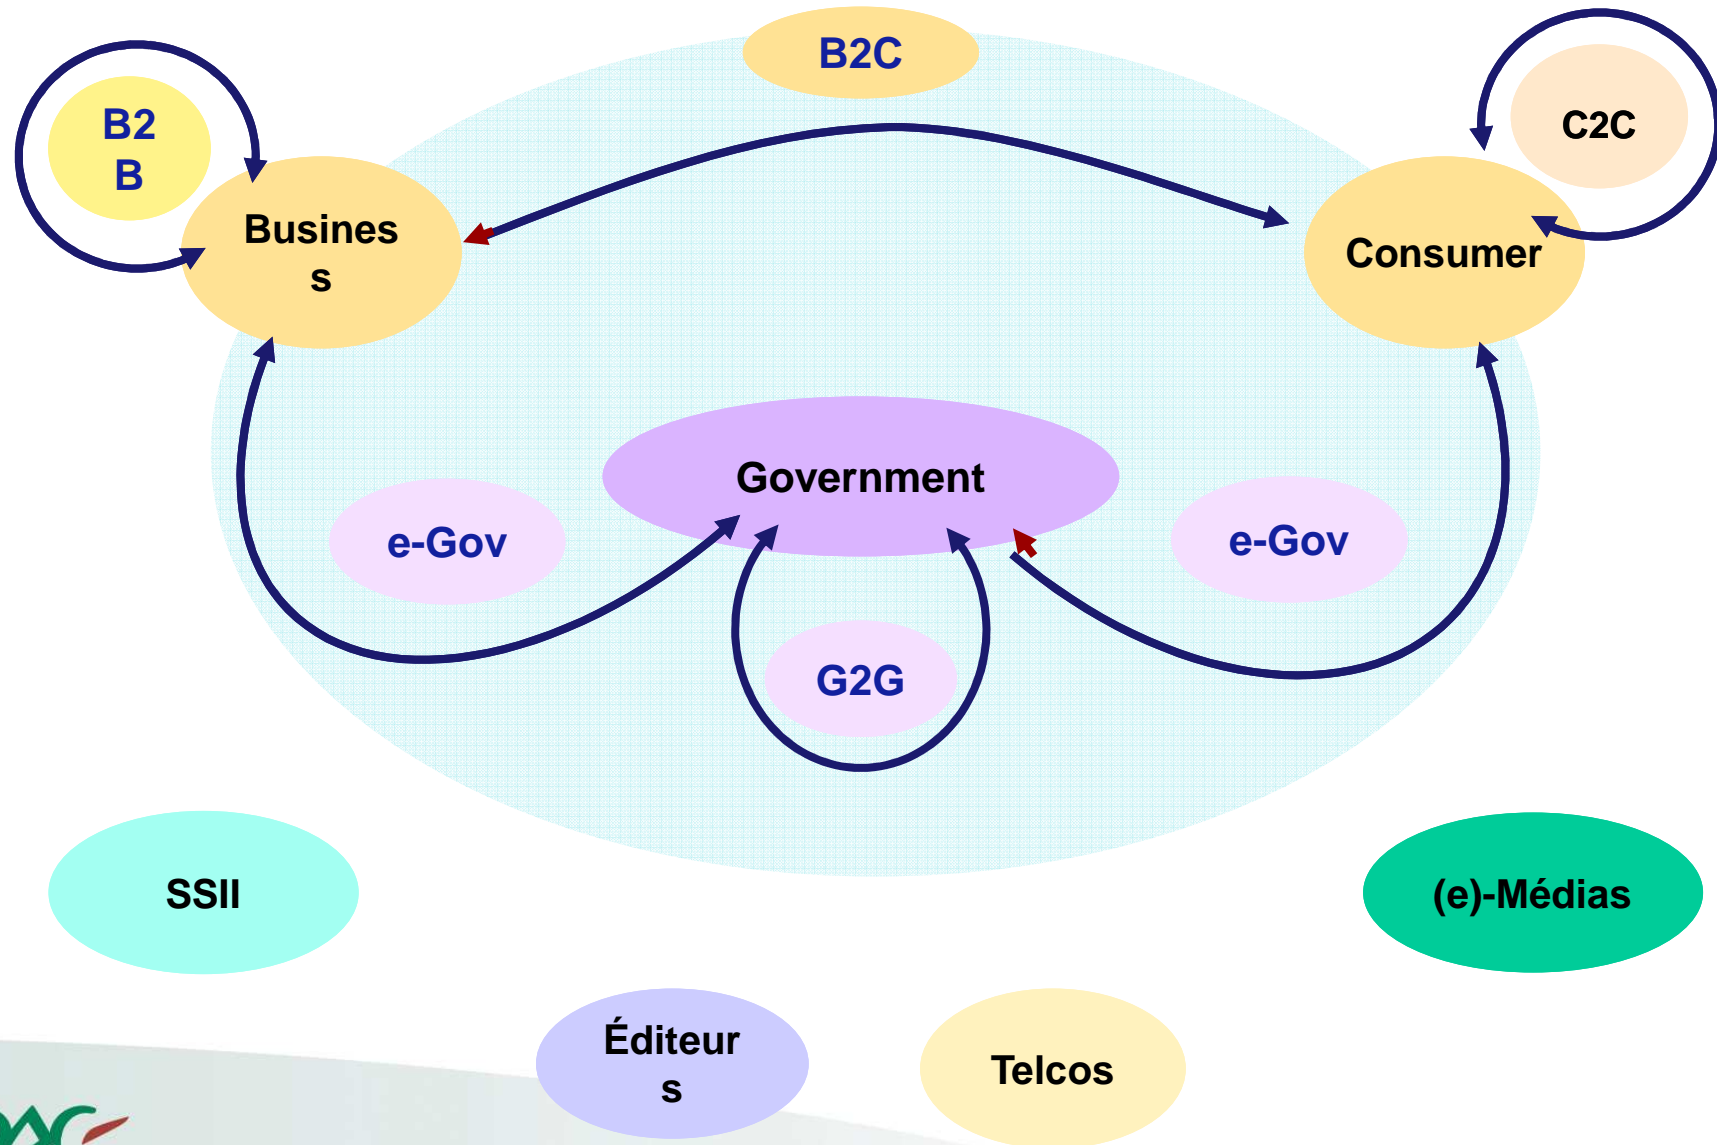 B2C
B2
B
C2C
Busines
s
Consumer
Government
e-Gov
e-Gov
G2G
SSII
(e)-Médias
Éditeur
s
Telcos